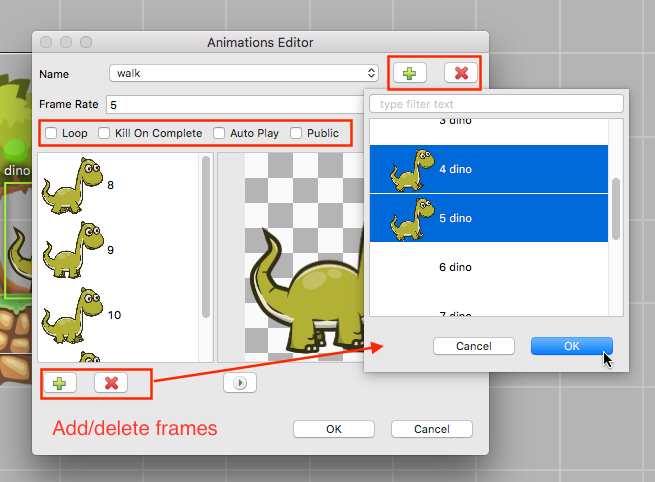 Animations Editor
Name
walk
Frame Rate
5
type filter text
Loop
Kill On Complete
Auto Play
Public
3 dino
4 dino
5 dino
6 dino
7 dino
dino
8
9
10
Cancel
OK
Add/delete frames
OK
Cancel